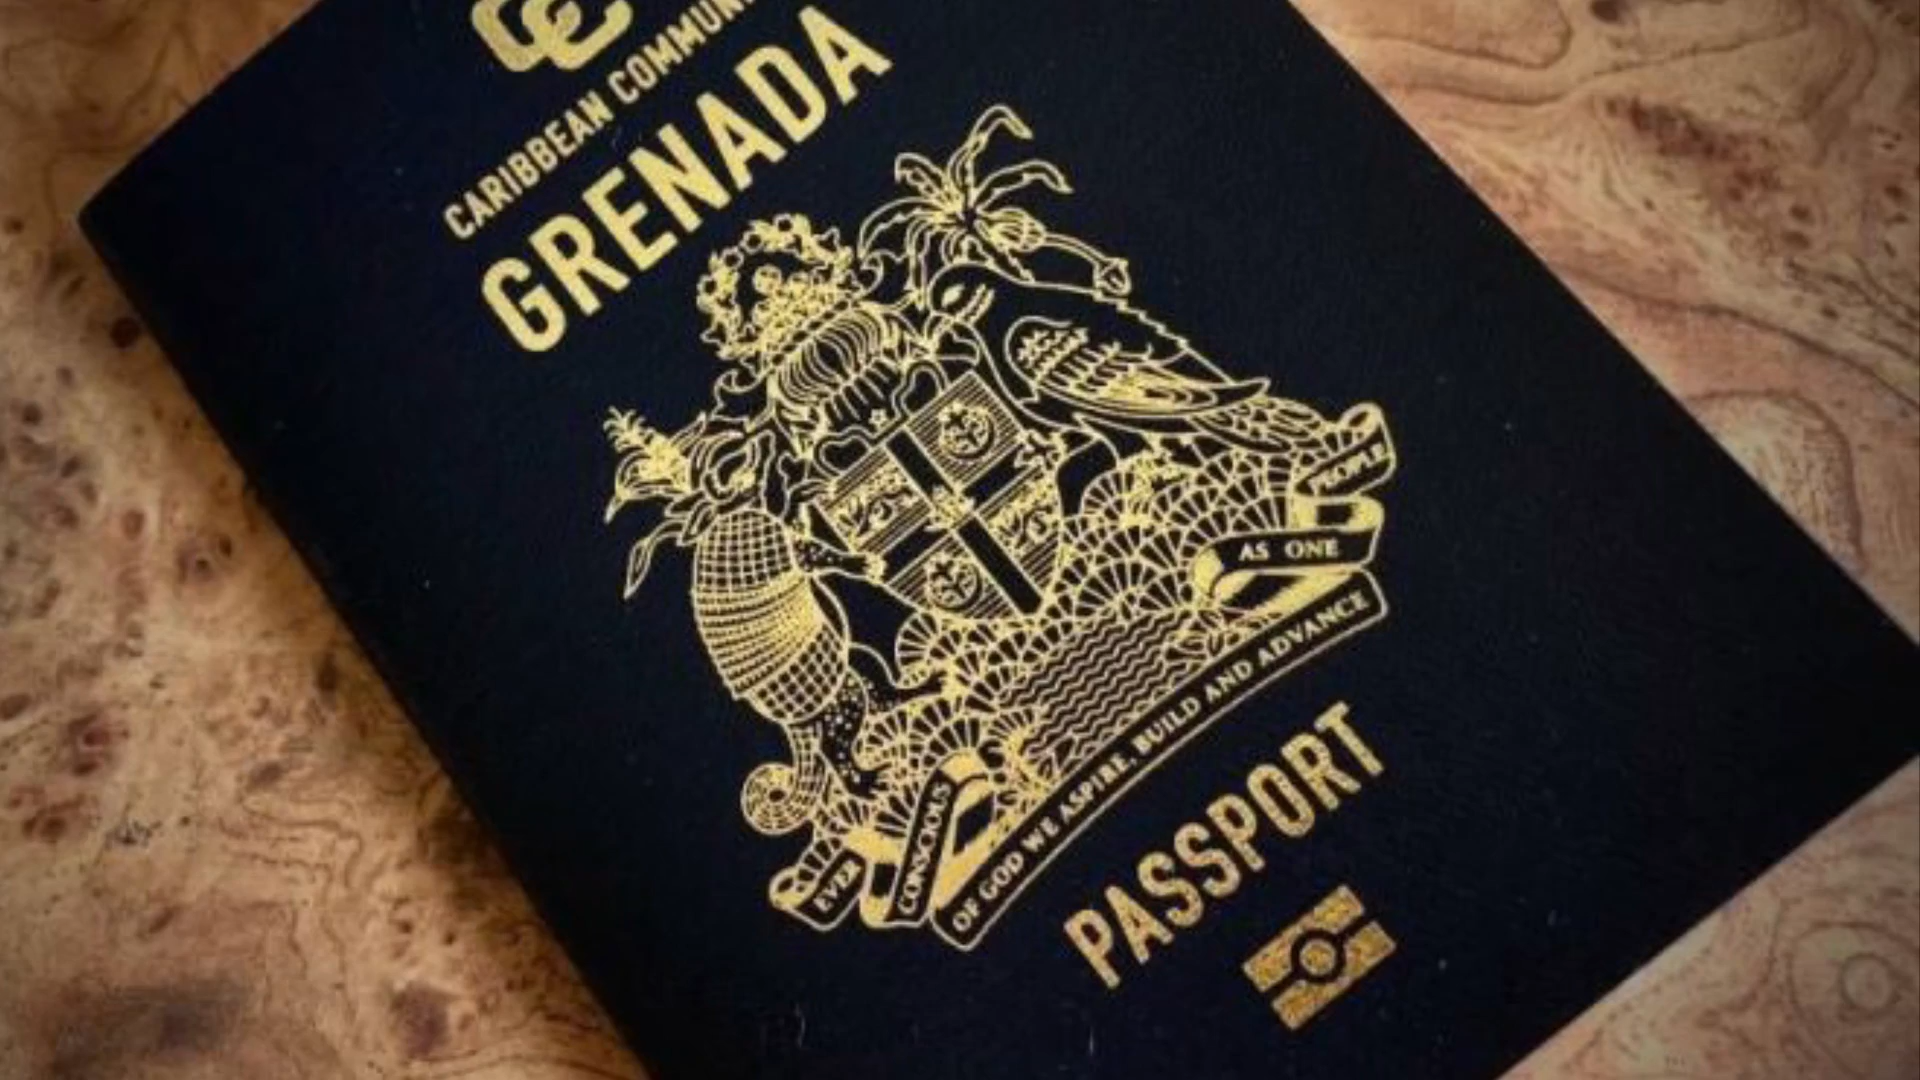 CARIBBEAN COMMUN
GRENADA
EVER CONSCIOUS OF GOD WE ASPIRE, BUILD AND ADVANCE AS ONE PEOPLE
PASSPORT